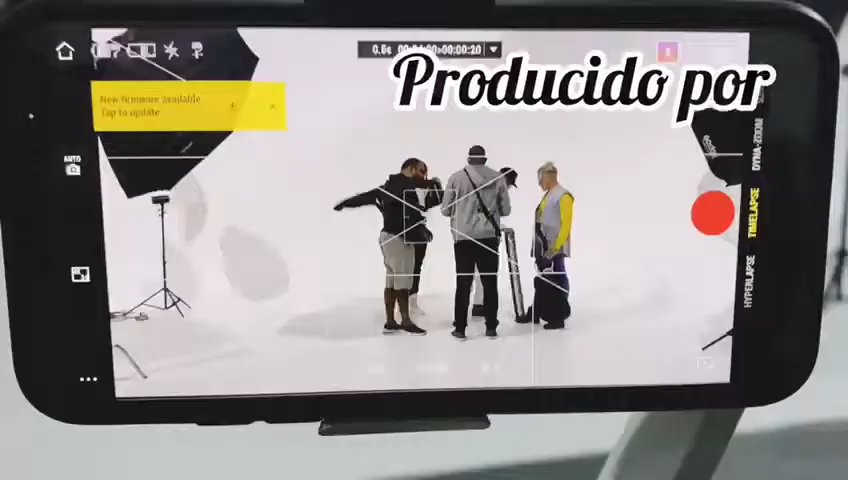 Producido por
New firmware available
Tap to update
AUTO
DYNA-ZOOM
TIMELAPSE
HYPERLAPSE